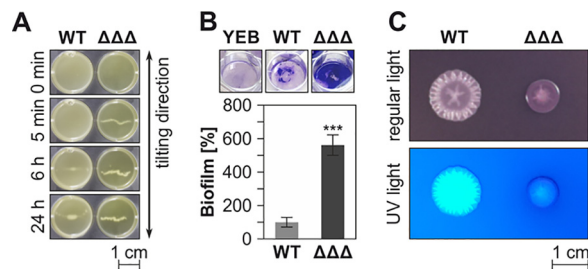 A
WT ΔΔΔ
0 min
5 min
6 h
24 h
tilting direction
1 cm
B
YEB WT ΔΔΔ
Biofilm [%]
800
600
400
200
0
***
WT ΔΔΔ
C
WT ΔΔΔ
regular light
UV light
1 cm